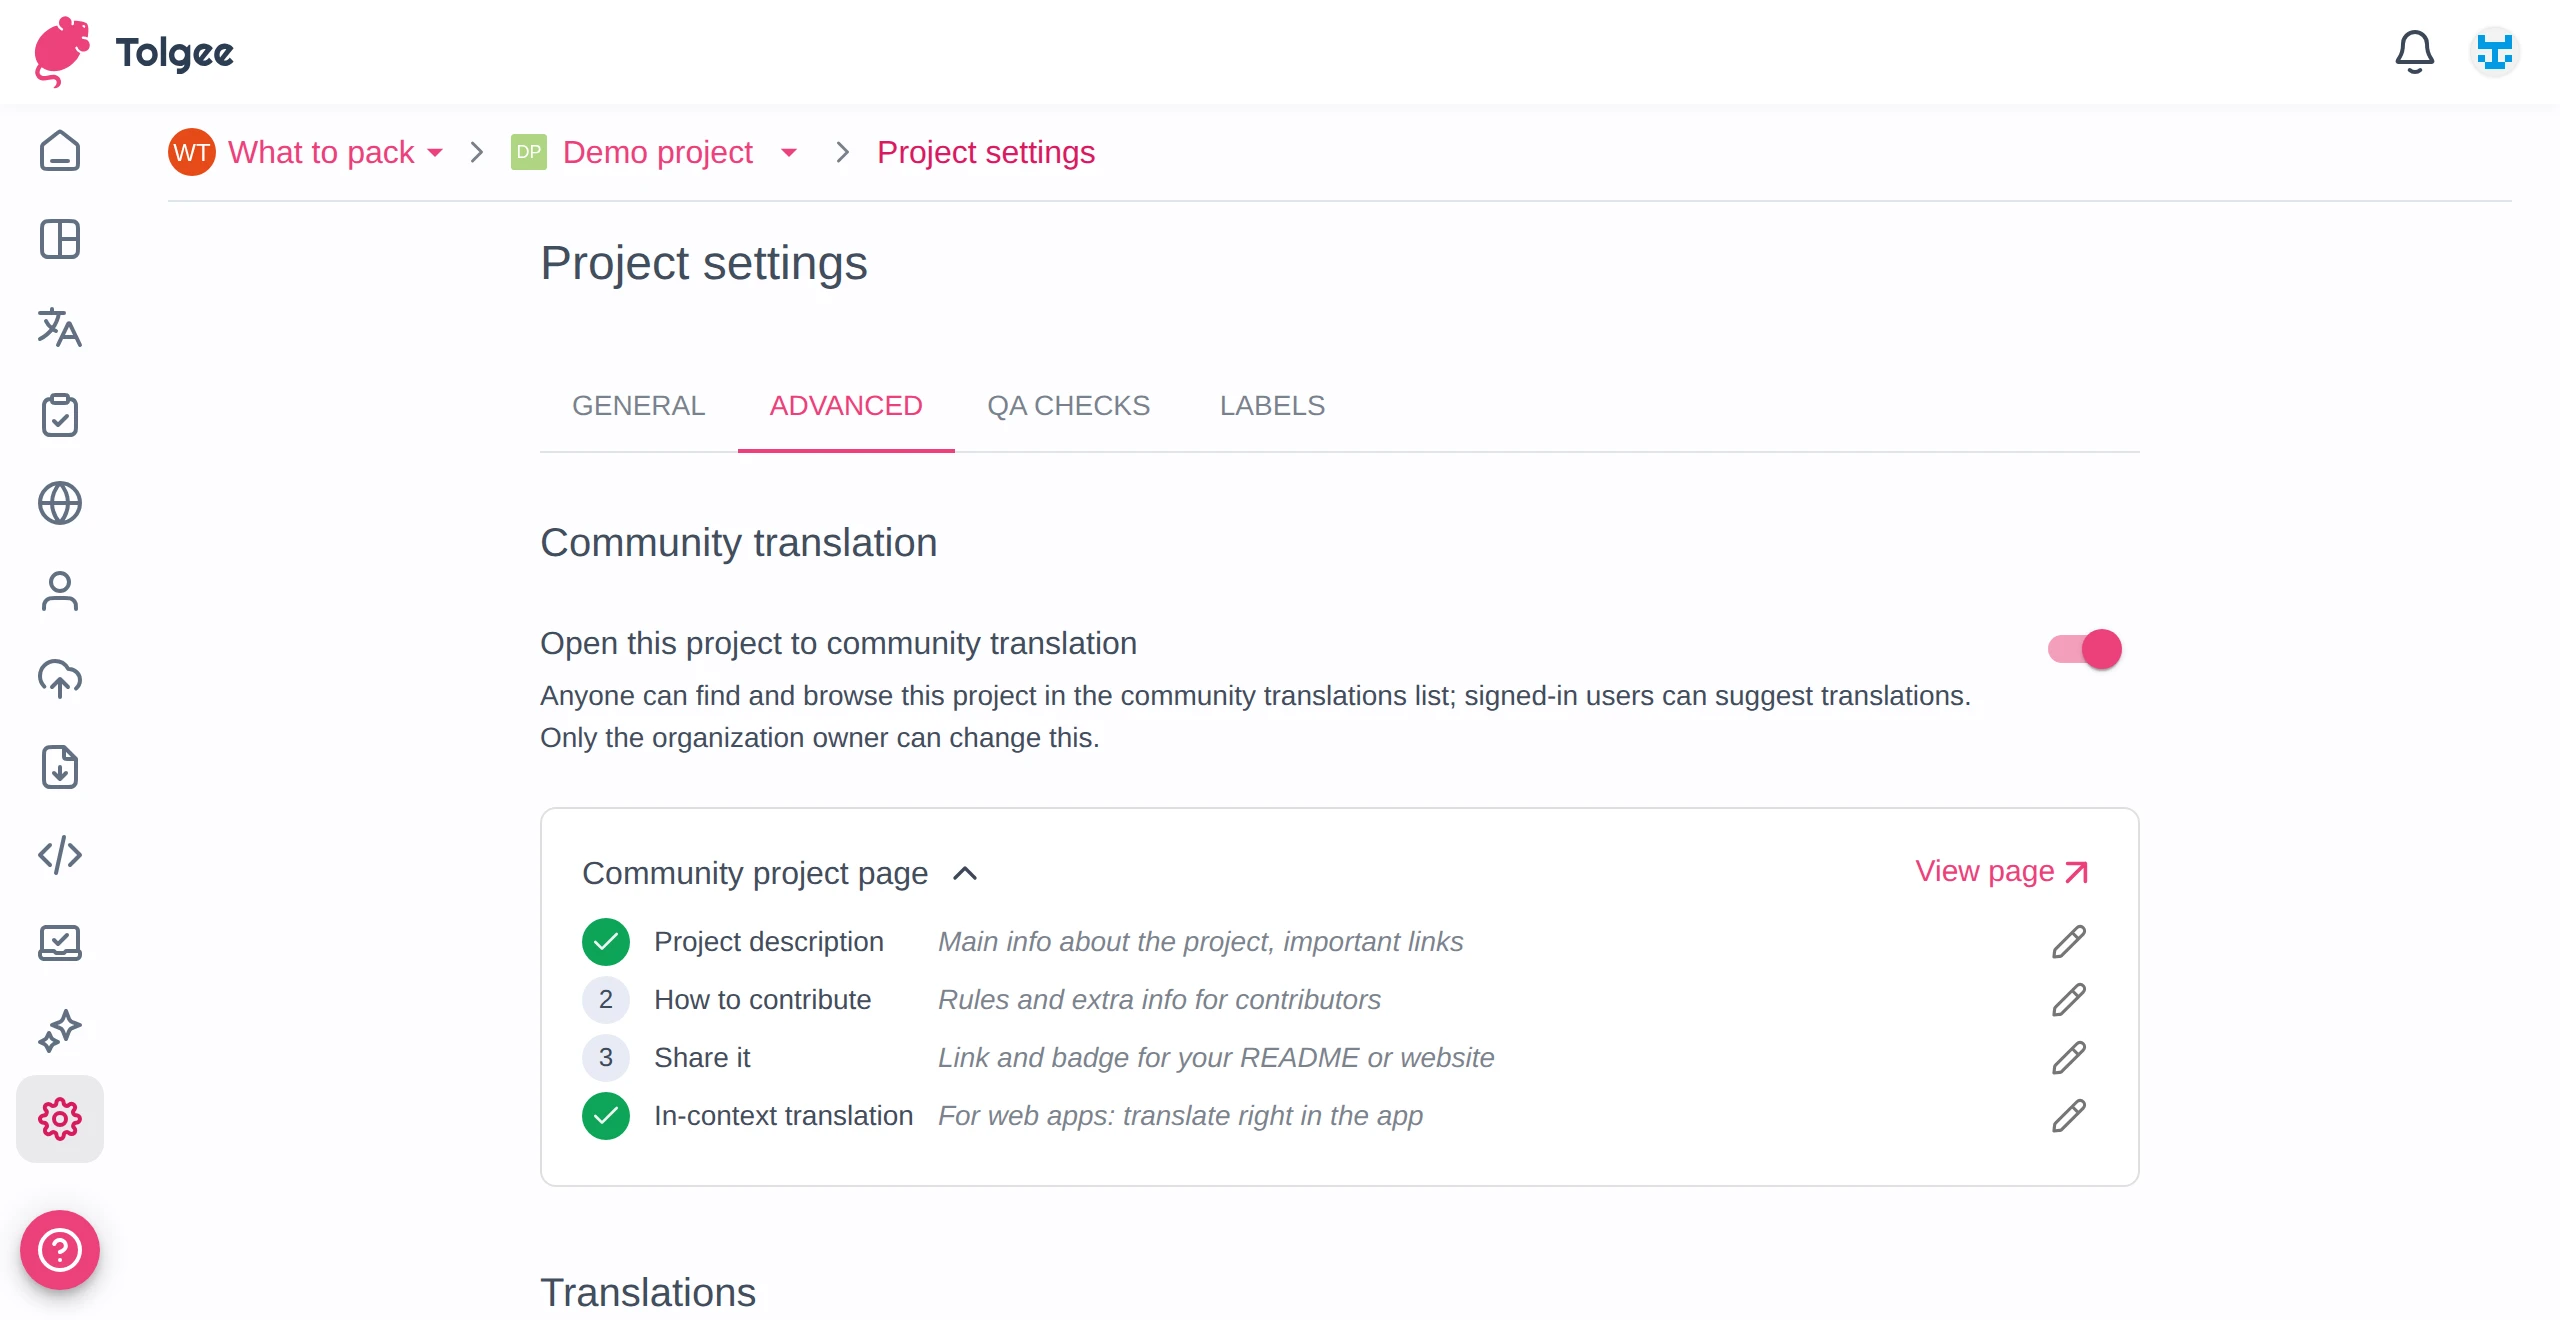 Tolgee
WT What to pack DP Demo project Project settings
Project settings
GENERAL ADVANCED QA CHECKS LABELS
Community translation
Open this project to community translation
Anyone can find and browse this project in the community translations list; signed-in users can suggest translations.
Only the organization owner can change this.
Community project page View page
Project description Main info about the project, important links
2 How to contribute Rules and extra info for contributors
3 Share it Link and badge for your README or website
In-context translation For web apps: translate right in the app
Translations